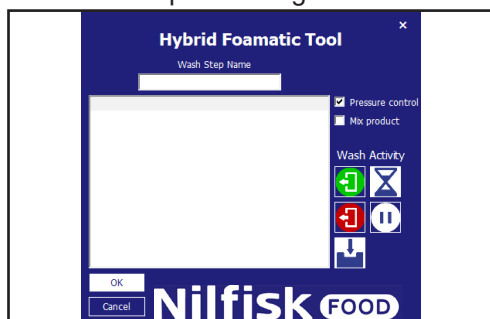 ×
Hybrid Foamatic Tool
Wash Step Name
Pressure control
Mix product
Wash Activity
OK
Cancel
Nilfisk FOOD